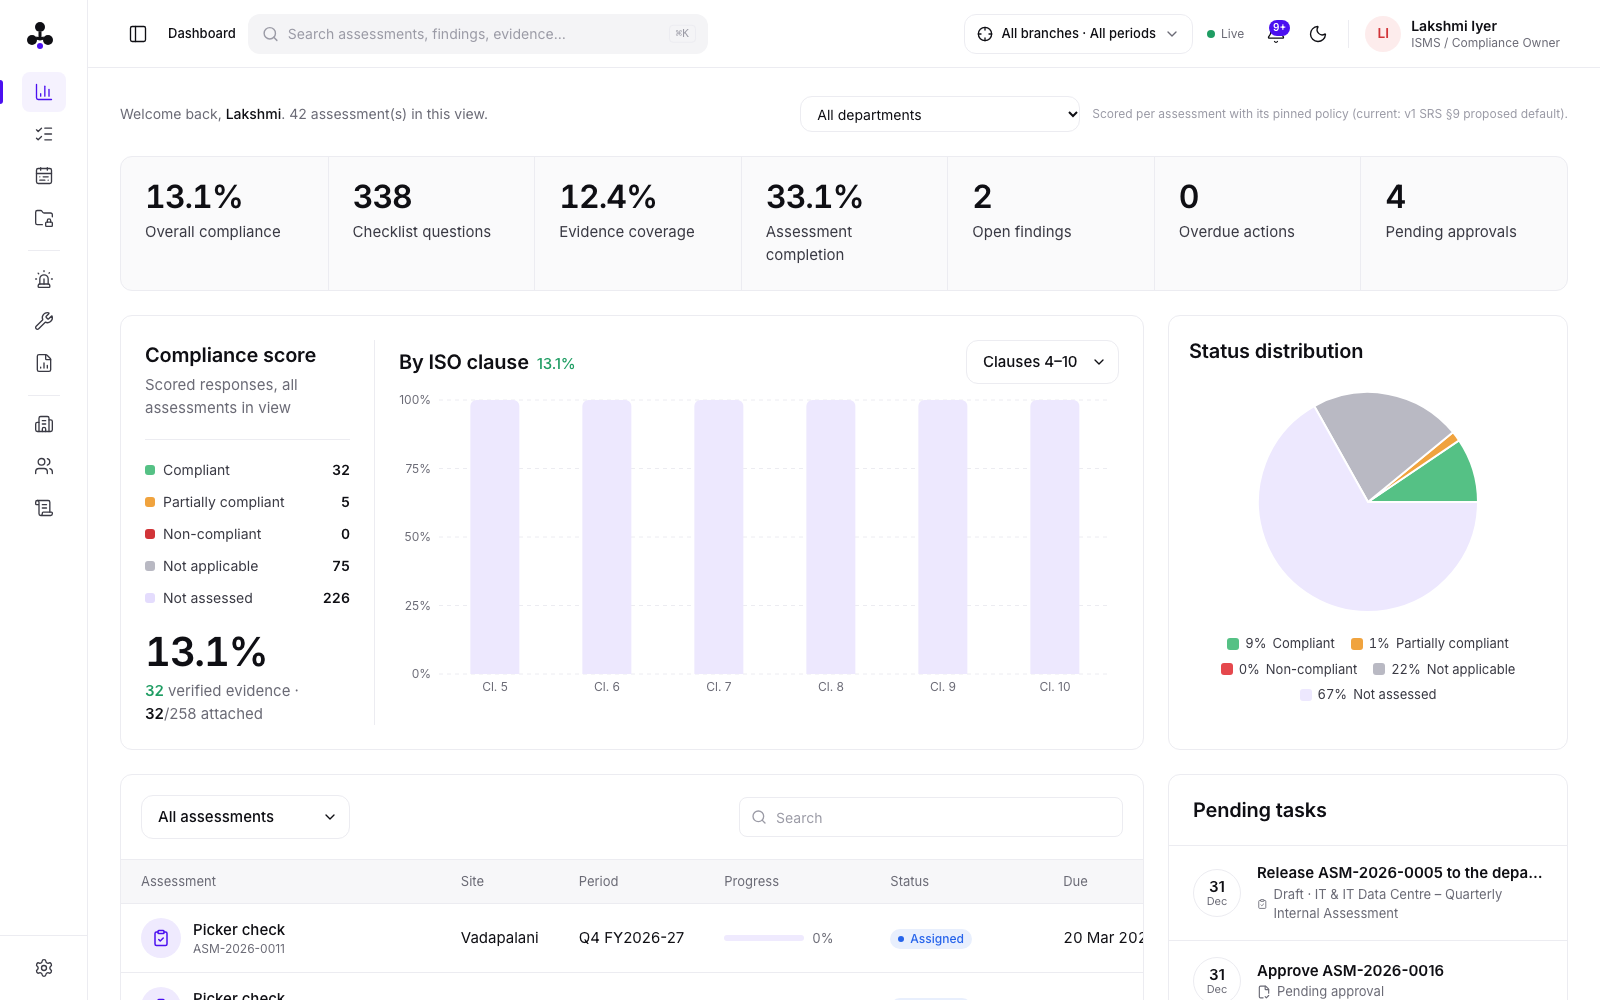 Dashboard
Search assessments, findings, evidence...
⌘K
All branches · All periods
Live
9+
LI
Lakshmi Iyer
ISMS / Compliance Owner
Welcome back, Lakshmi. 42 assessment(s) in this view.
All departments
Scored per assessment with its pinned policy (current: v1 SRS §9 proposed default).
13.1%
Overall compliance
338
Checklist questions
12.4%
Evidence coverage
33.1%
Assessment
completion
2
Open findings
0
Overdue actions
4
Pending approvals
Compliance score
Scored responses, all
assessments in view
Compliant 32
Partially compliant 5
Non-compliant 0
Not applicable 75
Not assessed 226
13.1%
32 verified evidence ·
32/258 attached
By ISO clause 13.1%
Clauses 4–10
100%
75%
50%
25%
0%
Cl. 5 Cl. 6 Cl. 7 Cl. 8 Cl. 9 Cl. 10
Status distribution
9% Compliant 1% Partially compliant
0% Non-compliant 22% Not applicable
67% Not assessed
All assessments
Search
Assessment Site Period Progress Status Due
Picker check
ASM-2026-0011
Vadapalani Q4 FY2026-27 0% Assigned 20 Mar 202
Picker check
Pending tasks
31
Dec
Release ASM-2026-0005 to the depa...
Draft · IT & IT Data Centre – Quarterly
Internal Assessment
31
Dec
Approve ASM-2026-0016
Pending approval